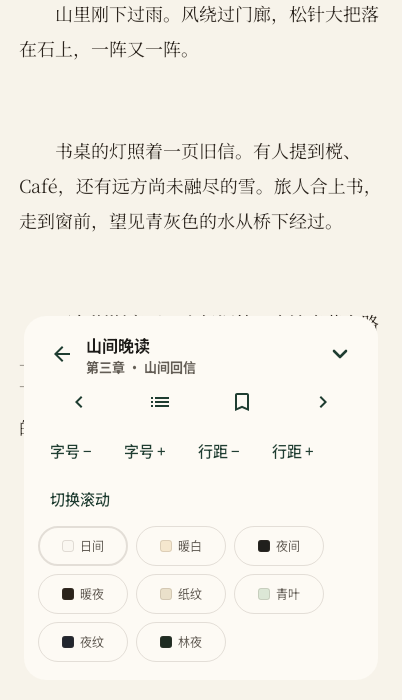 山里刚下过雨。风绕过门廊，松针大把落
在石上，一阵又一阵。
书桌的灯照着一页旧信。有人提到榄、
Café，还有远方尚未融尽的雪。旅人合上书，
走到窗前，望见青灰色的水从桥下经过。
山间晚读
第三章 · 山间回信
字号 − 字号 + 行距 − 行距 +
切换滚动
日间 暖白 夜间
暖夜 纸纹 青叶
夜纹 林夜